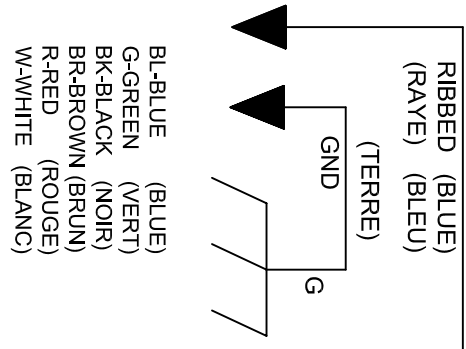 RIBBED (BLUE)
(RAYE) (BLEU)
(TERRE)
GND
G
BL-BLUE (BLUE)
G-GREEN (VERT)
BK-BLACK (NOIR)
BR-BROWN (BRUN)
R-RED (ROUGE)
W-WHITE (BLANC)